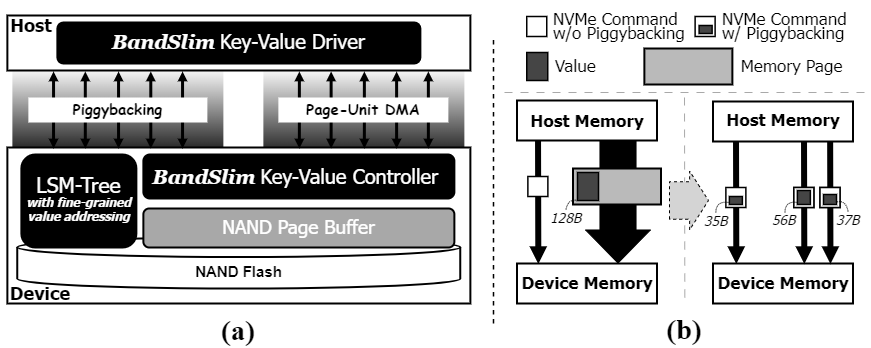 Host
BandSlim Key-Value Driver
Piggybacking
Page-Unit DMA
LSM-Tree
with fine-grained
value addressing
BandSlim Key-Value Controller
NAND Page Buffer
NAND Flash
Device
(a)
NVMe Command
w/o Piggybacking
NVMe Command
w/ Piggybacking
Value
Memory Page
Host Memory
128B
Device Memory
Host Memory
35B
56B
37B
Device Memory
(b)